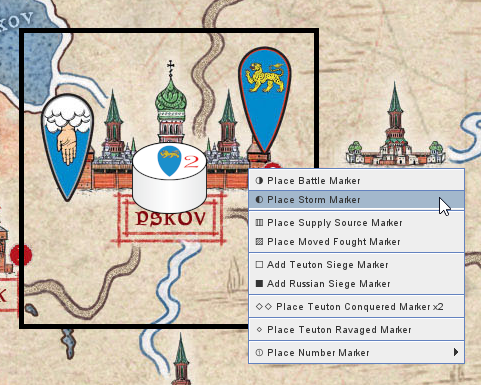 SKOV
2
PSKOV
K
Place Battle Marker
Place Storm Marker
Place Supply Source Marker
Place Moved Fought Marker
Add Teuton Siege Marker
Add Russian Siege Marker
Place Teuton Conquered Marker x2
Place Teuton Ravaged Marker
Place Number Marker